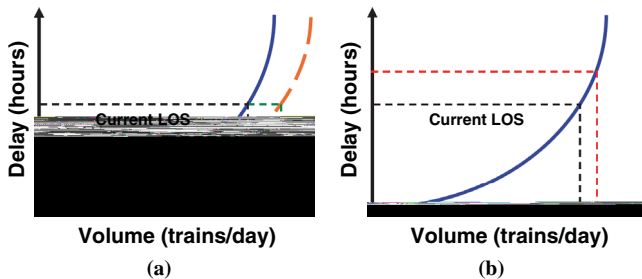 Delay (hours)
Current LOS
Volume (trains/day)
(a)
Delay (hours)
Current LOS
Volume (trains/day)
(b)